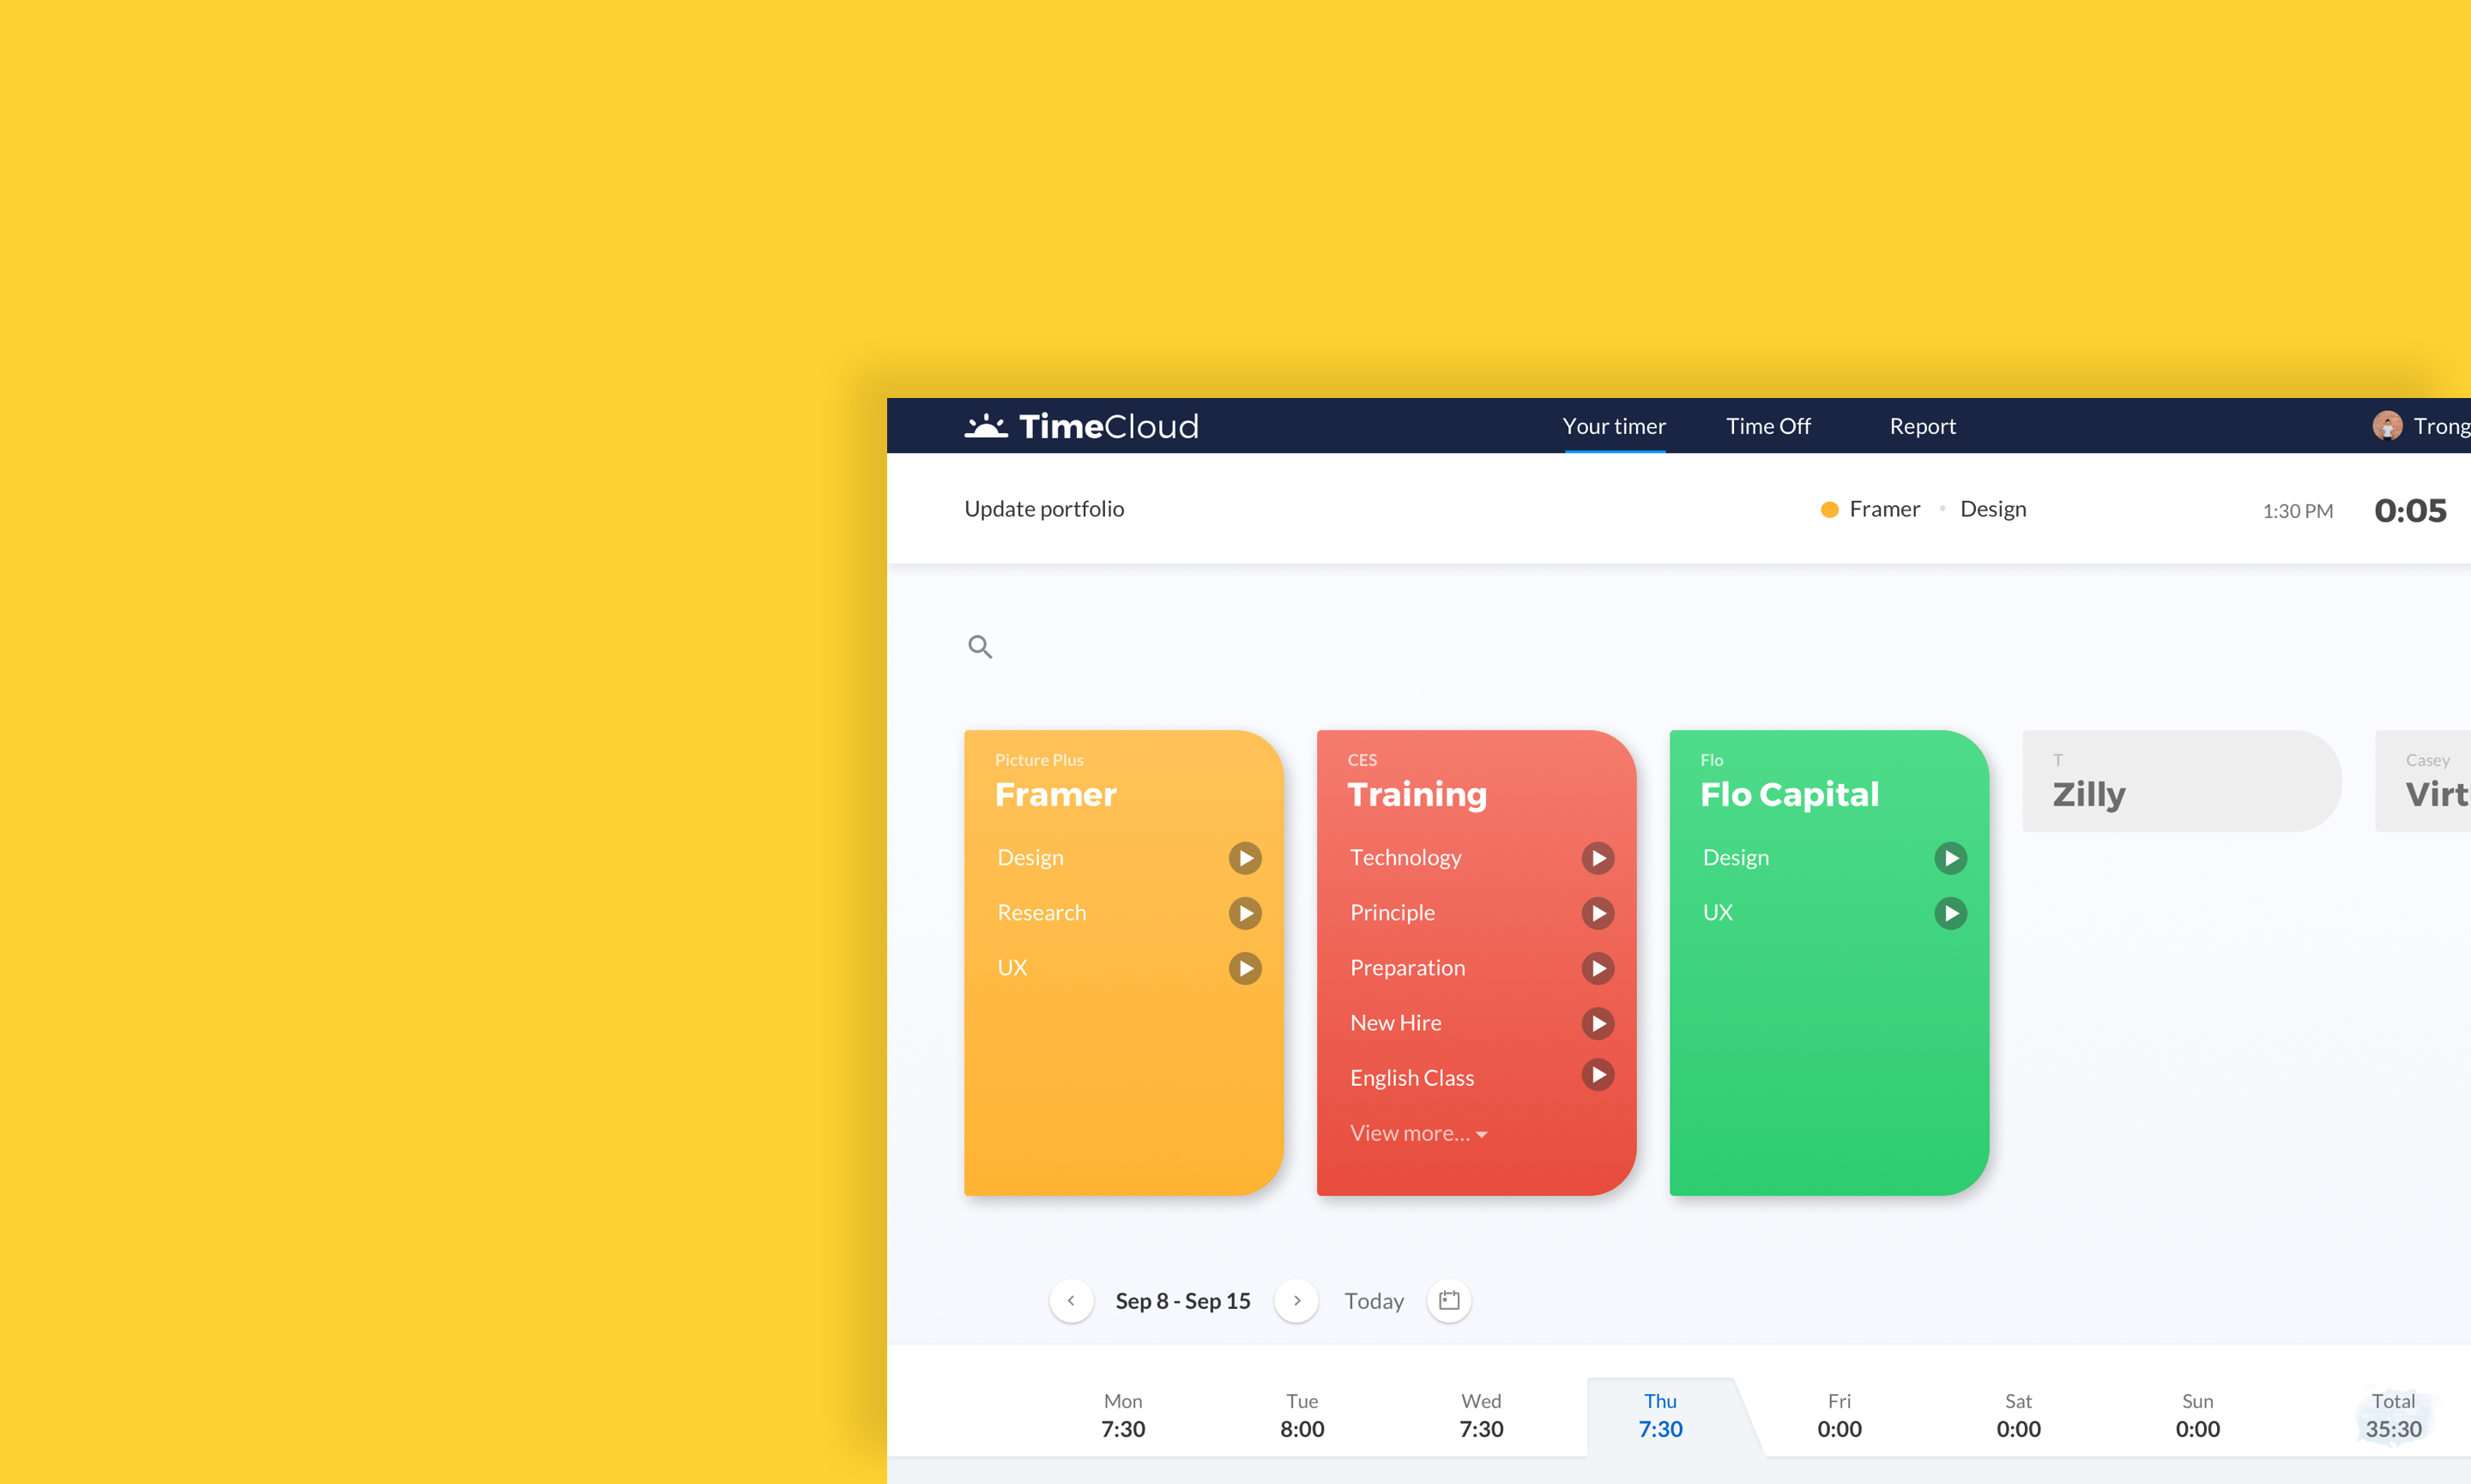 TimeCloud
Your timer Time Off Report Trong
Update portfolio Framer • Design 1:30 PM 0:05
Picture Plus
Framer
Design
Research
UX
CES
Training
Technology
Principle
Preparation
New Hire
English Class
View more...
Flo
Flo Capital
Design
UX
T
Zilly
Casey
Virt
Sep 8 - Sep 15 Today
Mon Tue Wed Thu Fri Sat Sun Total
7:30 8:00 7:30 7:30 0:00 0:00 0:00 35:30